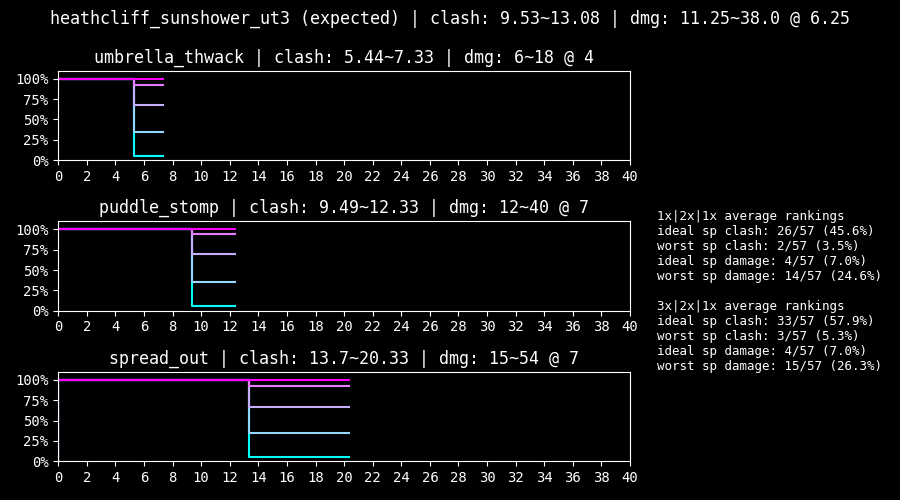 heathcliff_sunshower_ut3 (expected) | clash: 9.53~13.08 | dmg: 11.25~38.0 @ 6.25
umbrella_thwack | clash: 5.44~7.33 | dmg: 6~18 @ 4
100%
75%
50%
25%
0%
0 2 4 6 8 10 12 14 16 18 20 22 24 26 28 30 32 34 36 38 40
puddle_stomp | clash: 9.49~12.33 | dmg: 12~40 @ 7
100%
75%
50%
25%
0%
0 2 4 6 8 10 12 14 16 18 20 22 24 26 28 30 32 34 36 38 40
spread_out | clash: 13.7~20.33 | dmg: 15~54 @ 7
100%
75%
50%
25%
0%
0 2 4 6 8 10 12 14 16 18 20 22 24 26 28 30 32 34 36 38 40
1x|2x|1x average rankings
ideal sp clash: 26/57 (45.6%)
worst sp clash: 2/57 (3.5%)
ideal sp damage: 4/57 (7.0%)
worst sp damage: 14/57 (24.6%)
3x|2x|1x average rankings
ideal sp clash: 33/57 (57.9%)
worst sp clash: 3/57 (5.3%)
ideal sp damage: 4/57 (7.0%)
worst sp damage: 15/57 (26.3%)